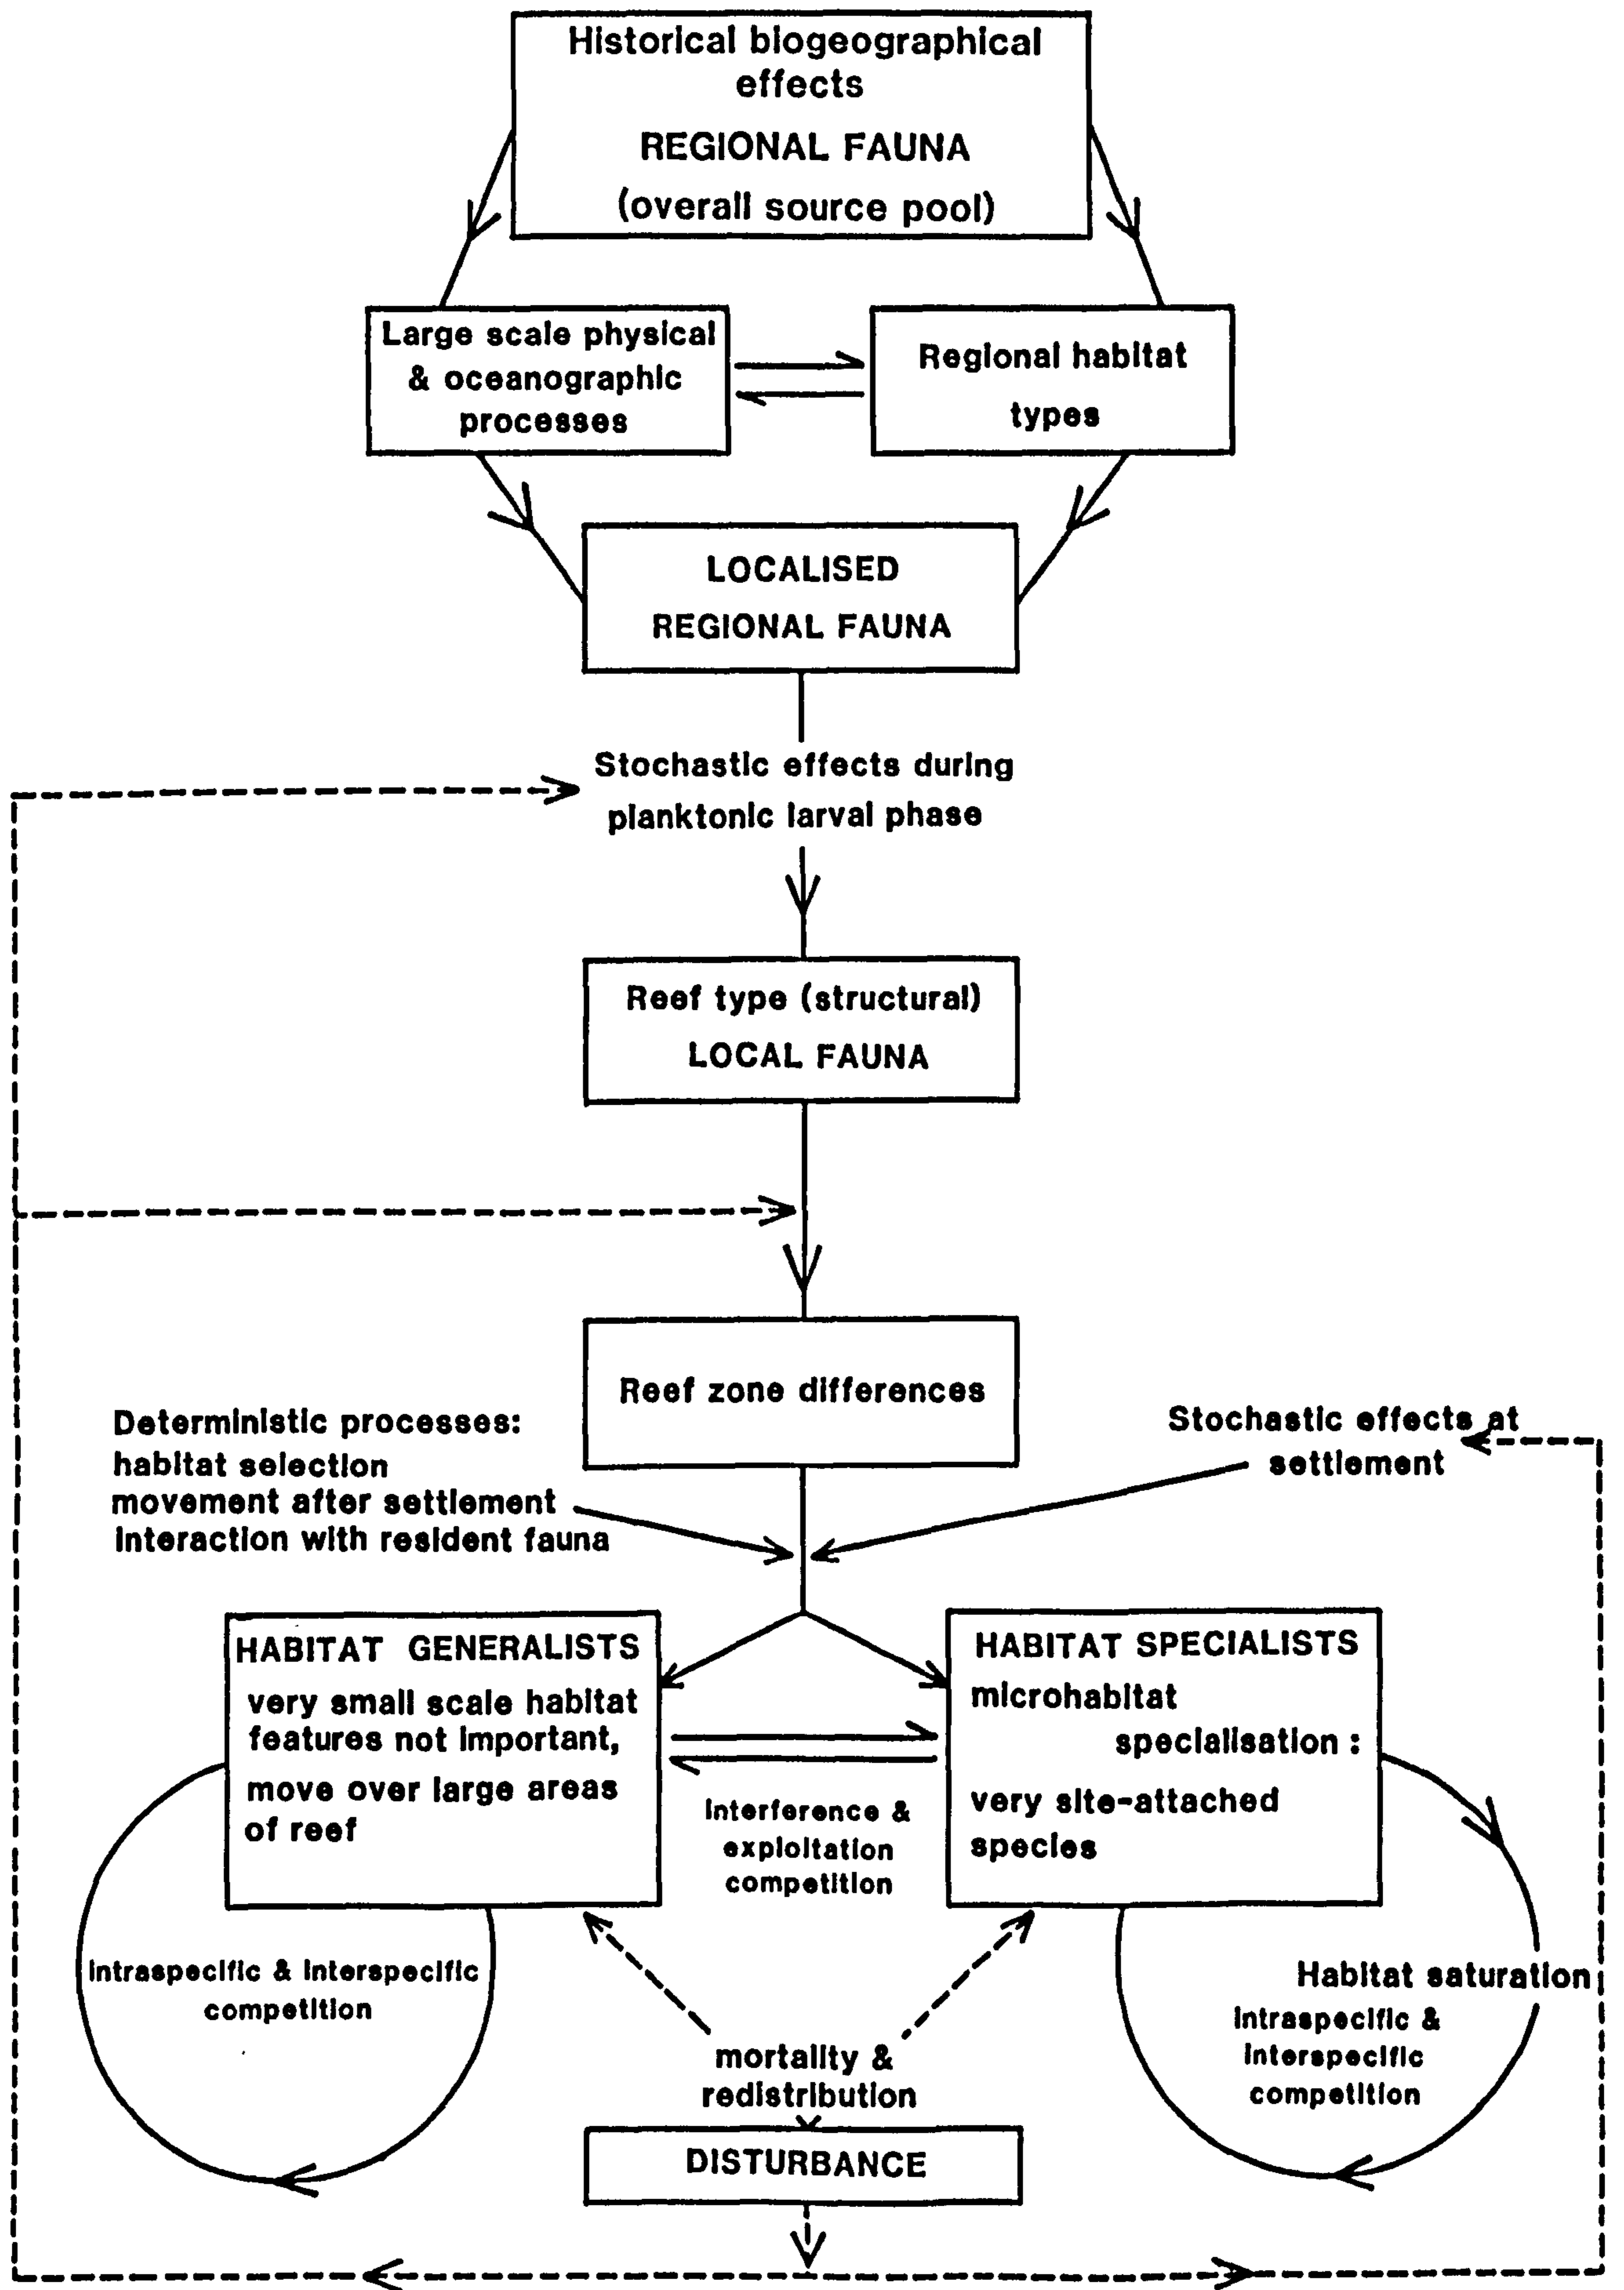 Historical biogeographical
effects
REGIONAL FAUNA
(overall source pool)
Large scale physical
& oceanographic
processes
Regional habitat
types
LOCALISED
REGIONAL FAUNA
Stochastic effects during
planktonic larval phase
Reef type (structural)
LOCAL FAUNA
Reef zone differences
Deterministic processes:
habitat selection
movement after settlement
interaction with resident fauna
Stochastic effects at
settlement
HABITAT GENERALISTS
very small scale habitat
features not important,
move over large areas
of reef
HABITAT SPECIALISTS
microhabitat
specialisation :
very site-attached
species
Interference &
exploitation
competition
Intraspecific & interspecific
competition
Habitat saturation
Intraspecific &
interspecific
competition
mortality &
redistribution
DISTURBANCE